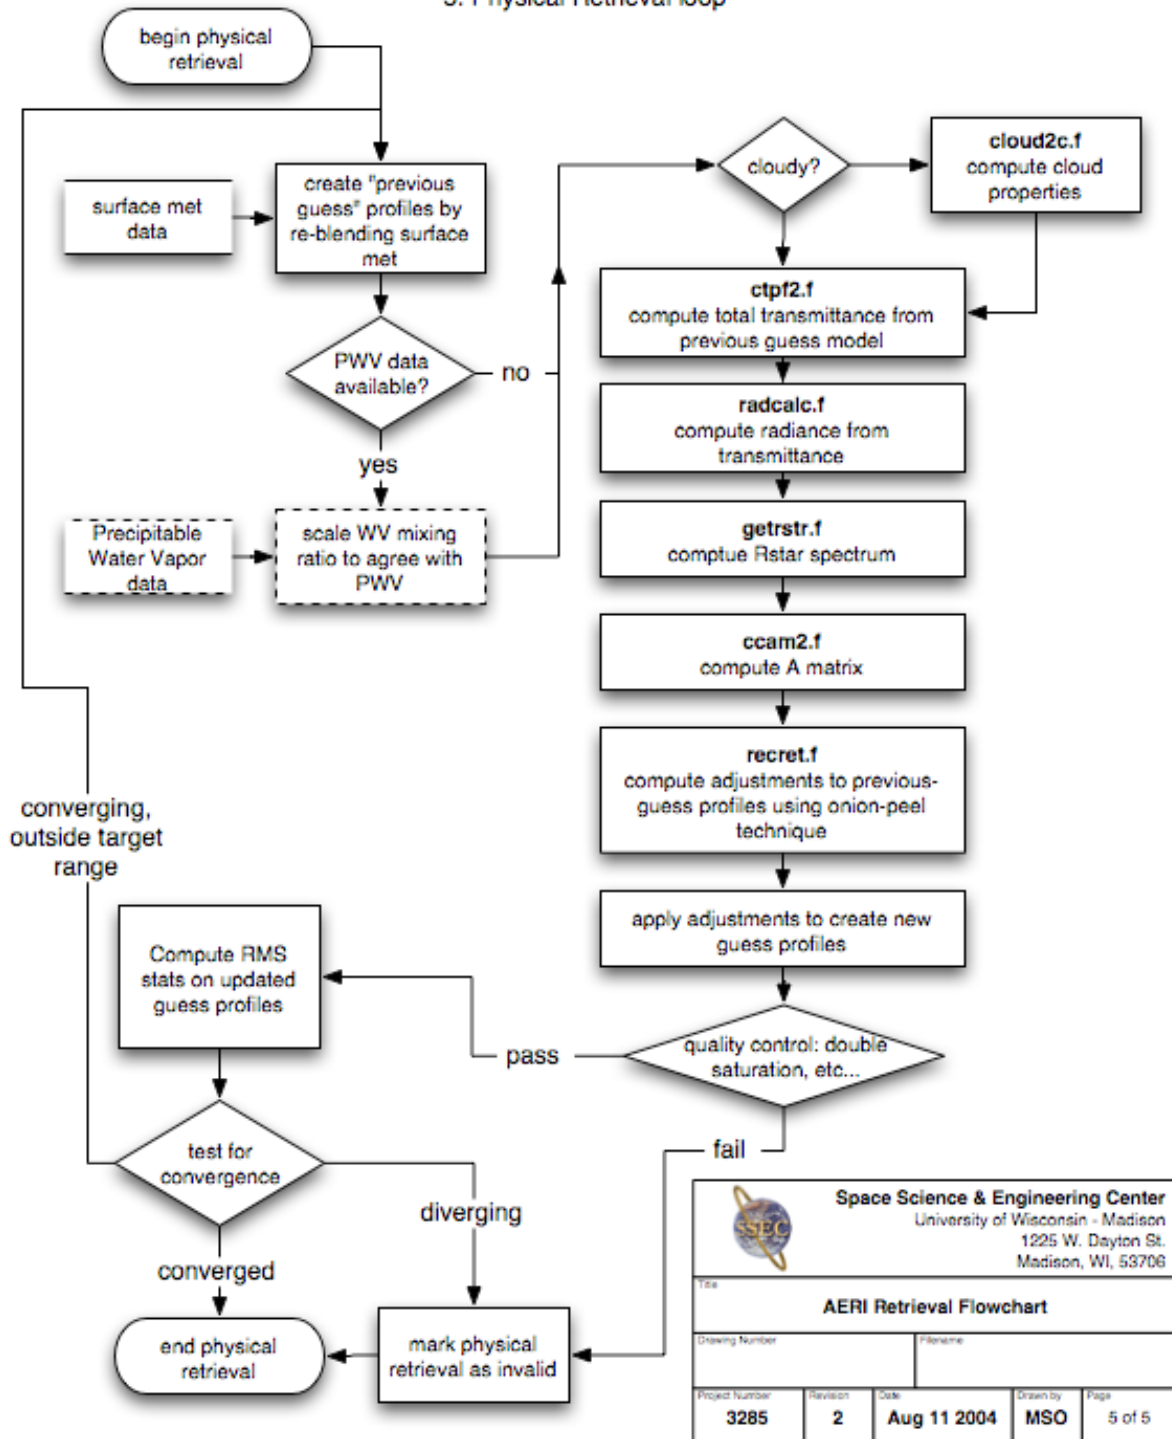 3. Physical Retrieval loop
begin physical
retrieval
surface met
data
create "previous
guess" profiles by
re-blending surface
met
PWV data
available?
no
yes
Precipitable
Water Vapor
data
scale WV mixing
ratio to agree with
PWV
cloudy?
cloud2c.f
compute cloud
properties
ctpf2.f
compute total transmittance from
previous guess model
radcalc.f
compute radiance from
transmittance
getrstr.f
comptue Rstar spectrum
ccam2.f
compute A matrix
recret.f
compute adjustments to previous-
guess profiles using onion-peel
technique
apply adjustments to create new
guess profiles
quality control: double
saturation, etc...
pass
fail
converging,
outside target
range
Compute RMS
stats on updated
guess profiles
test for
convergence
diverging
converged
end physical
retrieval
mark physical
retrieval as invalid
SSEC
Space Science & Engineering Center
University of Wisconsin - Madison
1225 W. Dayton St.
Madison, WI, 53706
Title
AERI Retrieval Flowchart
Drawing Number
Filename
Project Number
3285
Revision
2
Date
Aug 11 2004
Drawn by
MSO
Page
5 of 5